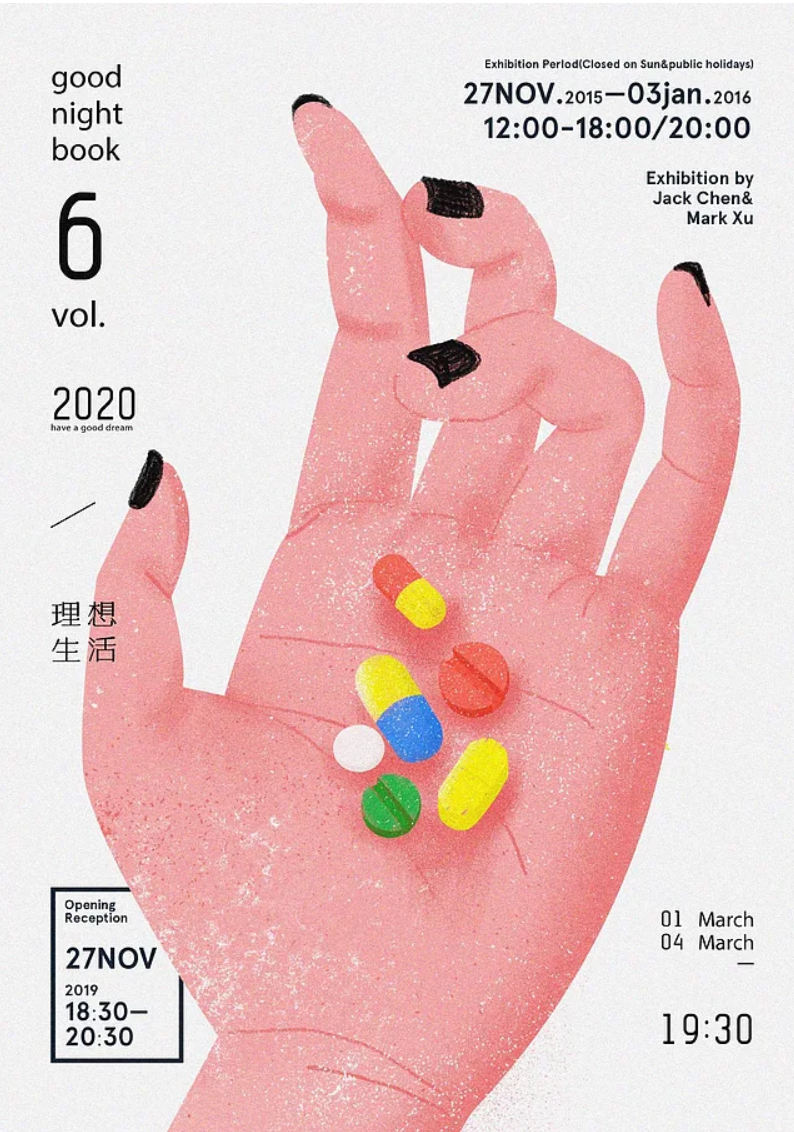 good
night
book
6
vol.
2020
have a good dream
理想
生活
Exhibition Period(Closed on Sun&public holidays)
27NOV.2015—03jan.2016
12:00-18:00/20:00
Exhibition by
Jack Chen&
Mark Xu
Opening
Reception
27NOV
2019
18:30—
20:30
01 March
04 March
—
19:30